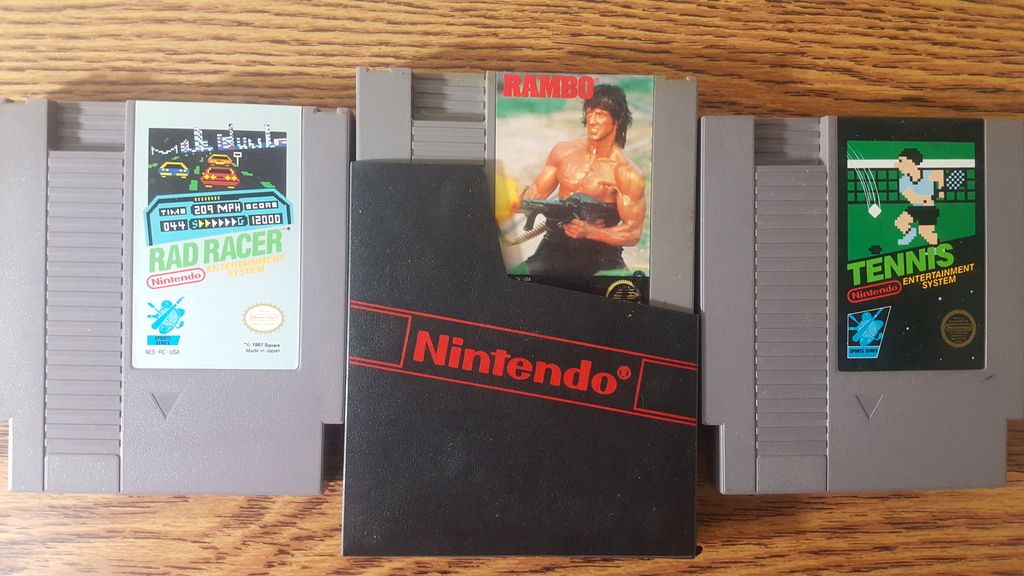 TIME 209 MPH SCORE
044 S G 12000
RAD RACER
Nintendo ENTERTAINMENT
SYSTEM
SPORTS
SERIES
NES-RC-USA
*© 1987 Square
Made in Japan
RAMBO
Nintendo®
TENNIS
Nintendo ENTERTAINMENT
SYSTEM
SPORTS SERIES